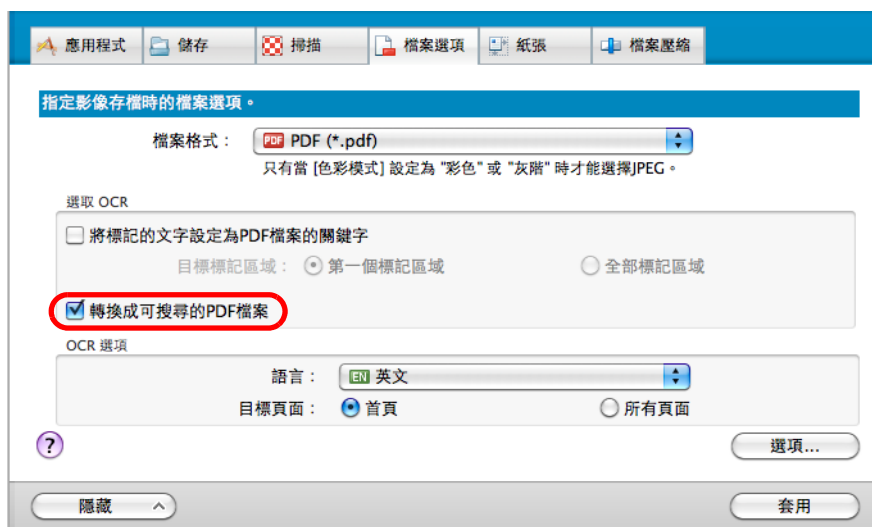 應用程式 儲存 掃描 檔案選項 紙張 檔案壓縮
指定影像存檔時的檔案選項。
檔案格式： PDF PDF (*.pdf)
只有當 [色彩模式] 設定為 "彩色" 或 "灰階" 時才能選擇JPEG。
選取 OCR
將標記的文字設定為PDF檔案的關鍵字
目標標記區域： 第一個標記區域 全部標記區域
轉換成可搜尋的PDF檔案
OCR 選項
語言： EN 英文
目標頁面： 首頁 所有頁面
? 選項...
隱藏 套用